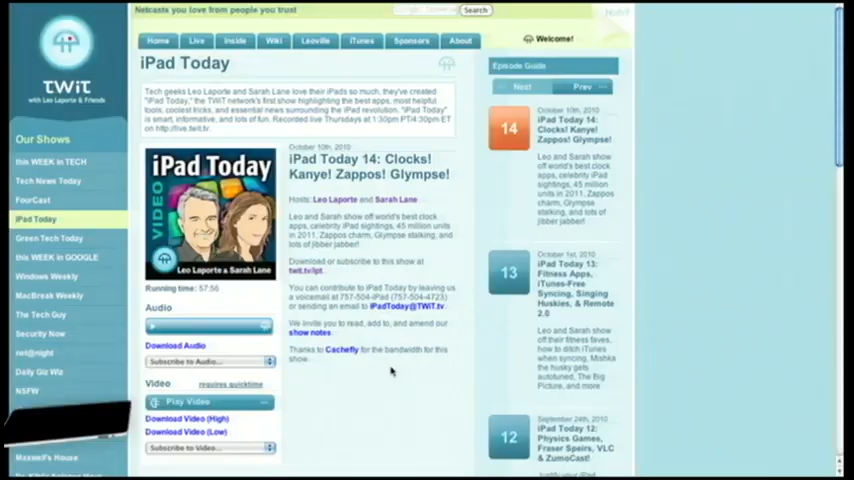 Netcasts you love from people you trust
Search
Home
Live
Inside
Wiki
Leoville
iTunes
Sponsors
About
Welcome!
TWiT
with Leo Laporte & Friends
Our Shows
this WEEK in TECH
Tech News Today
FourCast
iPad Today
Green Tech Today
this WEEK in GOOGLE
Windows Weekly
MacBreak Weekly
The Tech Guy
Security Now
net@night
Daily Giz Wiz
NSFW
Maxwell's House
iPad Today
Tech geeks Leo Laporte and Sarah Lane love their iPads so much, they've created
"iPad Today," the TWiT network's first show highlighting the best apps, most helpful
tools, coolest tricks, and essential news surrounding the iPad revolution. "iPad Today"
is smart, informative, and lots of fun. Recorded live Thursdays at 1:30pm PT/4:30pm ET
on http://live.twit.tv.
iPad Today
VIDEO
Leo Laporte & Sarah Lane
Running time: 57:56
Audio
Download Audio
Subscribe to Audio...
Video
requires quicktime
Play Video
Download Video (High)
Download Video (Low)
Subscribe to Video...
October 10th, 2010
iPad Today 14: Clocks!
Kanye! Zappos! Glympse!
Hosts: Leo Laporte and Sarah Lane
Leo and Sarah show off world's best clock
apps, celebrity iPad sightings, 45 million units
in 2011, Zappos charm, Glympse stalking, and
lots of jibber jabber!
Download or subscribe to this show at
twit.tv/ipt.
You can contribute to iPad Today by leaving us
a voicemail at 757-504-iPad (757-504-4723)
or sending an email to iPadToday@TWiT.tv.
We invite you to read, add to, and amend our
show notes.
Thanks to Cachefly for the bandwidth for this
show.
Episode Guide
Next
Prev
14
October 10th, 2010
iPad Today 14:
Clocks! Kanye!
Zappos! Glympse!
Leo and Sarah show
off world's best clock
apps, celebrity iPad
sightings, 45 million
units in 2011, Zappos
charm, Glympse
stalking, and lots of
jibber jabber!
13
October 1st, 2010
iPad Today 13:
Fitness Apps,
iTunes-Free
Syncing, Singing
Huskies, & Remote
2.0
Leo and Sarah show
off their fitness faves,
how to ditch iTunes
when syncing, Mishka
the husky gets
autotuned, The Big
Picture, and more
12
September 24th, 2010
iPad Today 12:
Physics Games,
Fraser Speirs, VLC
& ZumoCast!